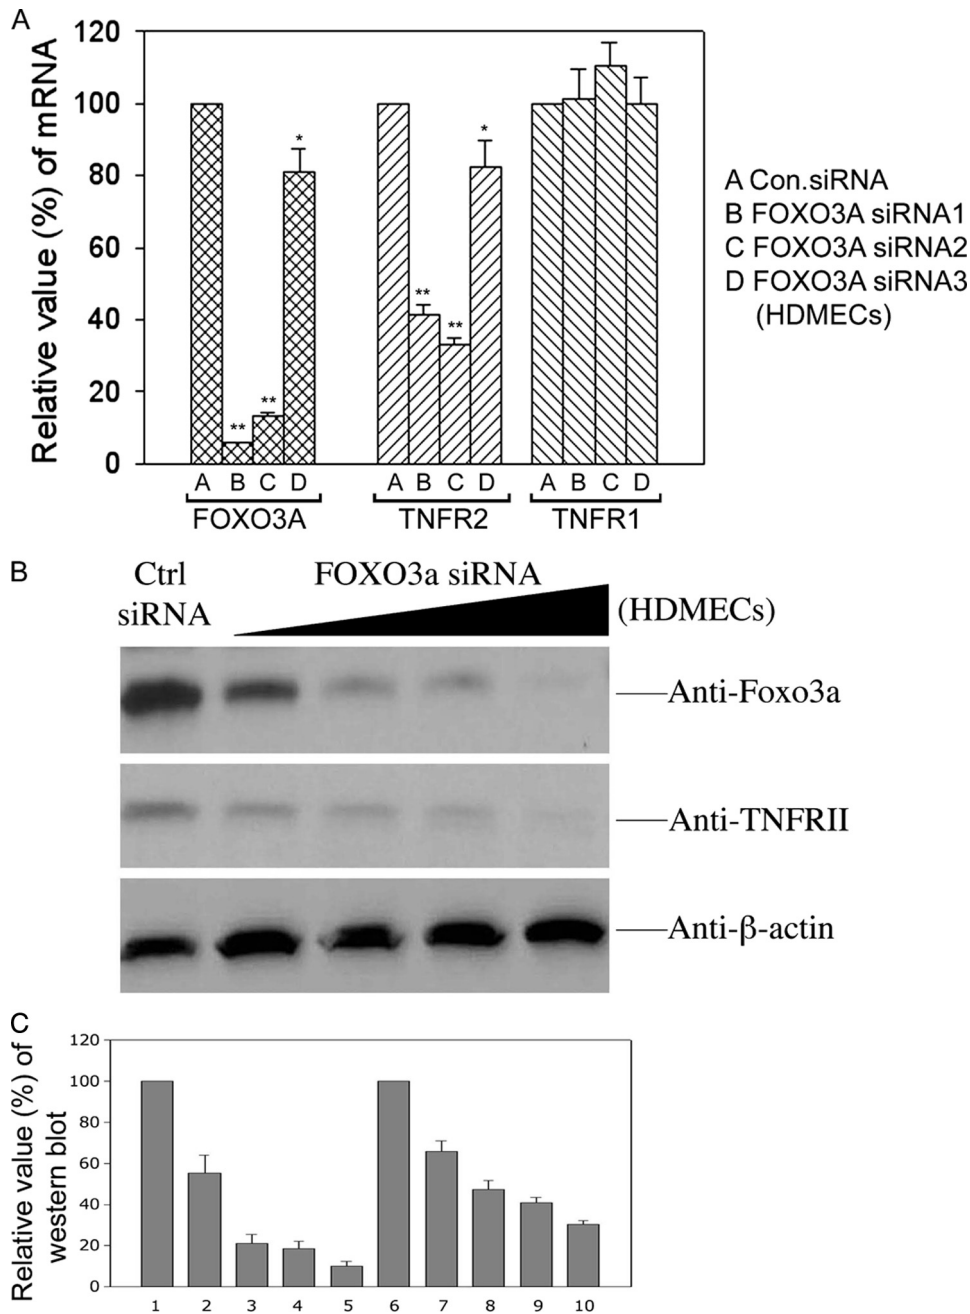 A
Relative value (%) of mRNA
120
100
80
60
40
20
0
*
**
**
*
**
**
A B C D
A B C D
A B C D
FOXO3A
TNFR2
TNFR1
A Con.siRNA
B FOXO3A siRNA1
C FOXO3A siRNA2
D FOXO3A siRNA3
(HDMECs)
B
Ctrl
siRNA
FOXO3a siRNA
(HDMECs)
Anti-Foxo3a
Anti-TNFRII
Anti-β-actin
C
Relative value (%) of
western blot
120
100
80
60
40
20
0
1 2 3 4 5 6 7 8 9 10